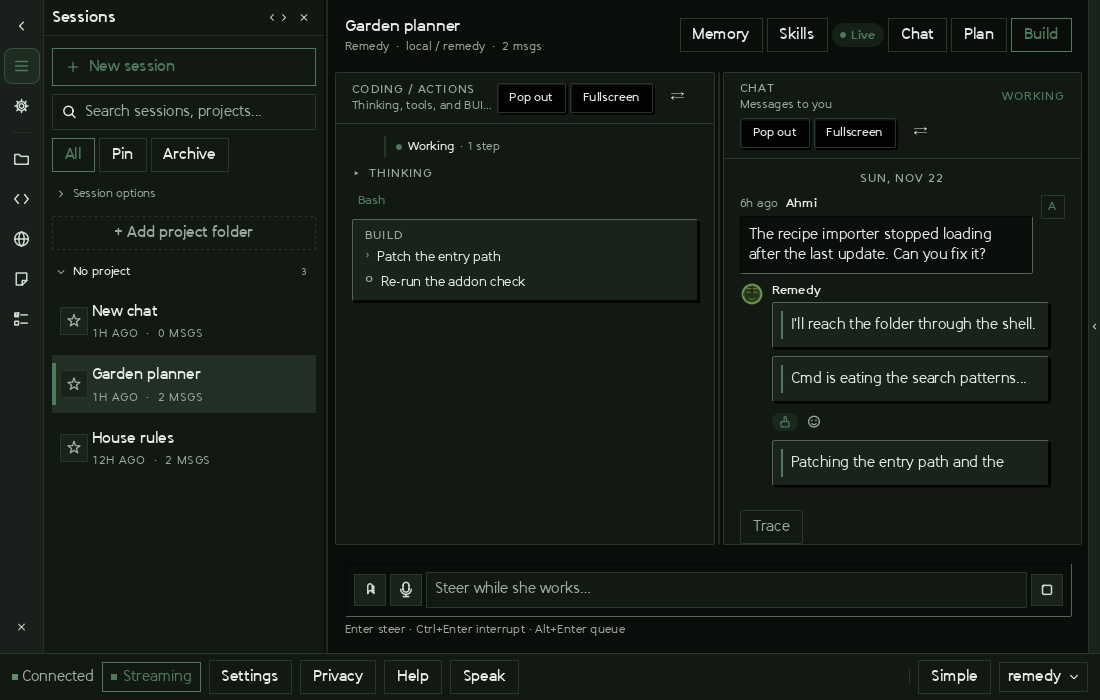 Sessions
New session
Search sessions, projects...
All
Pin
Archive
Session options
+ Add project folder
No project
3
New chat
1H AGO · 0 MSGS
Garden planner
1H AGO · 2 MSGS
House rules
12H AGO · 2 MSGS
Garden planner
Remedy · local / remedy · 2 msgs
Memory
Skills
Live
Chat
Plan
Build
CODING / ACTIONS
Thinking, tools, and BUI...
Pop out
Fullscreen
Working · 1 step
THINKING
Bash
BUILD
Patch the entry path
Re-run the addon check
CHAT
Messages to you
WORKING
Pop out
Fullscreen
SUN, NOV 22
6h ago Ahmi
A
The recipe importer stopped loading
after the last update. Can you fix it?
Remedy
I'll reach the folder through the shell.
Cmd is eating the search patterns...
Patching the entry path and the
Trace
Steer while she works...
Enter steer · Ctrl+Enter interrupt · Alt+Enter queue
Connected
Streaming
Settings
Privacy
Help
Speak
Simple
remedy